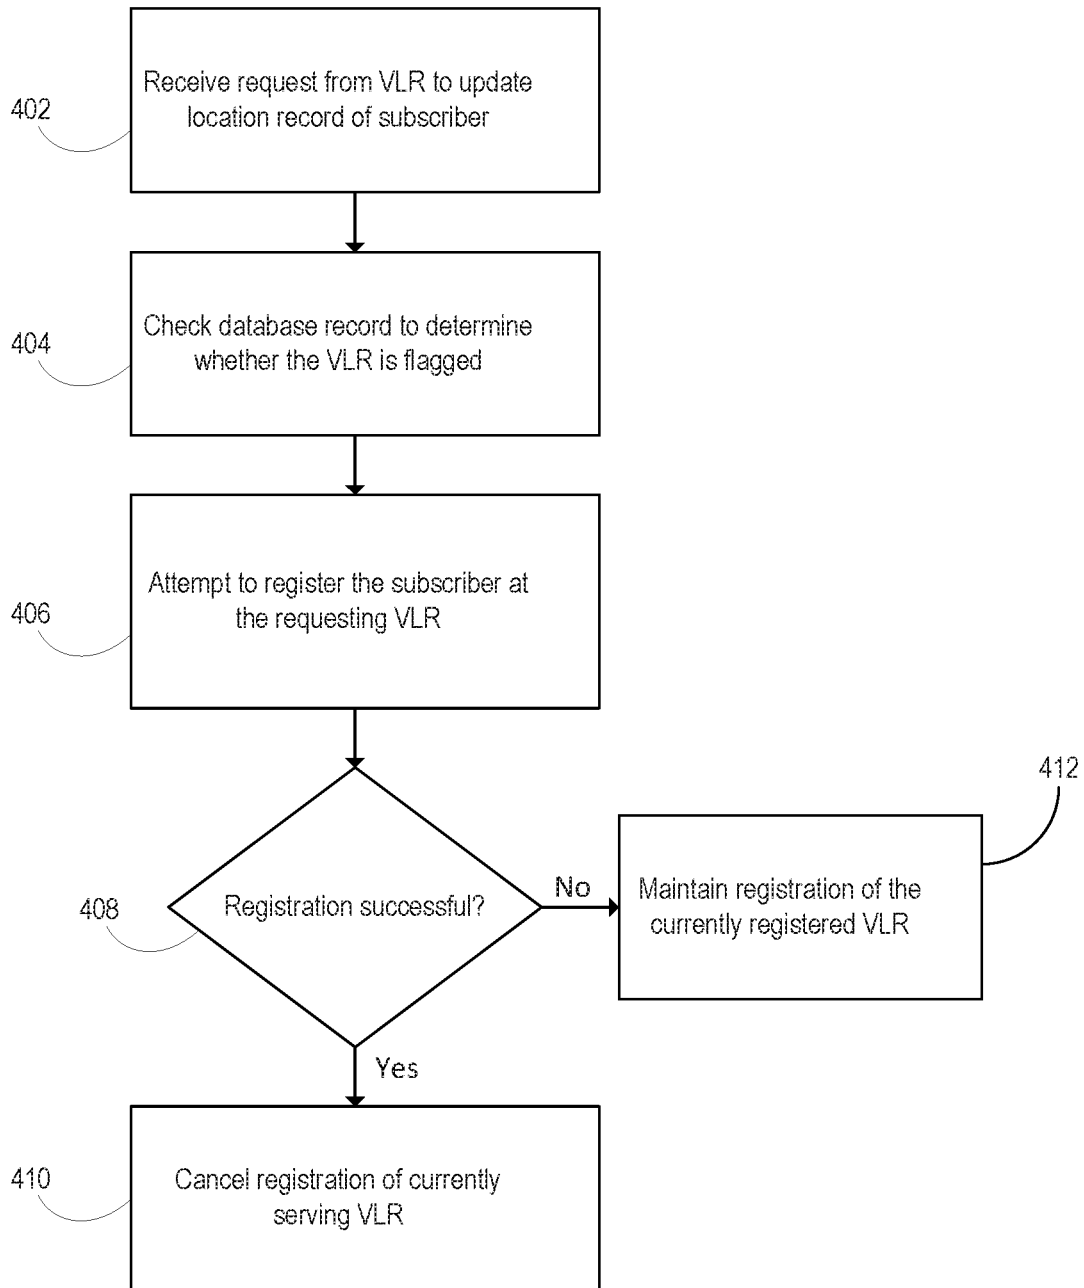 402
Receive request from VLR to update
location record of subscriber
404
Check database record to determine
whether the VLR is flagged
406
Attempt to register the subscriber at
the requesting VLR
408
Registration successful?
No
412
Maintain registration of the
currently registered VLR
Yes
410
Cancel registration of currently
serving VLR